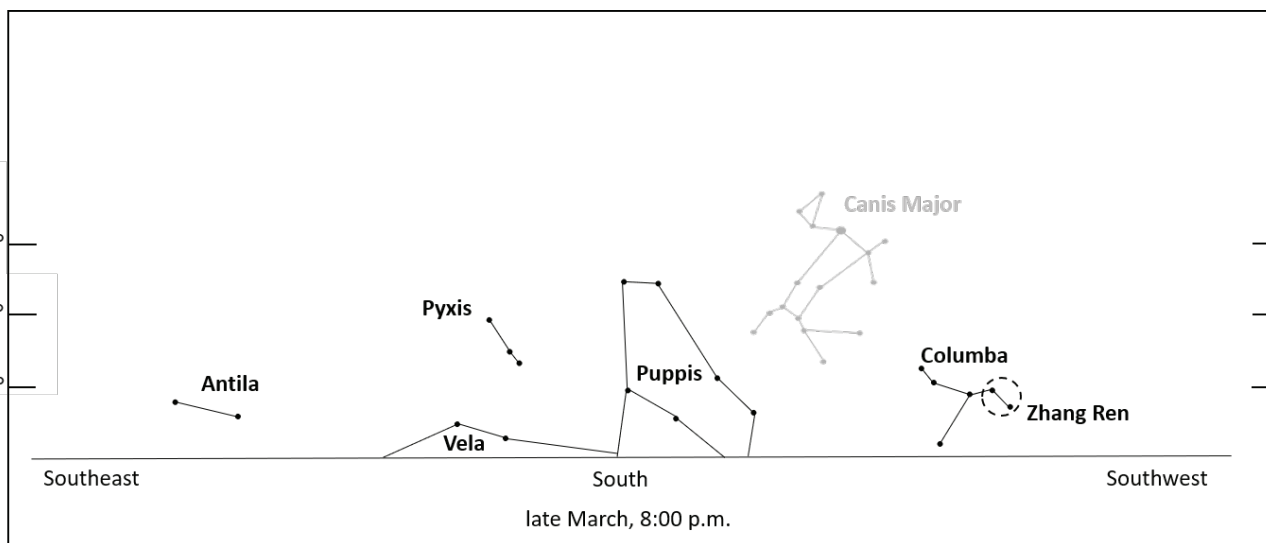 Canis Major
Pyxis
Columba
Puppis
Antila
Zhang Ren
Vela
Southeast South Southwest
late March, 8:00 p.m.